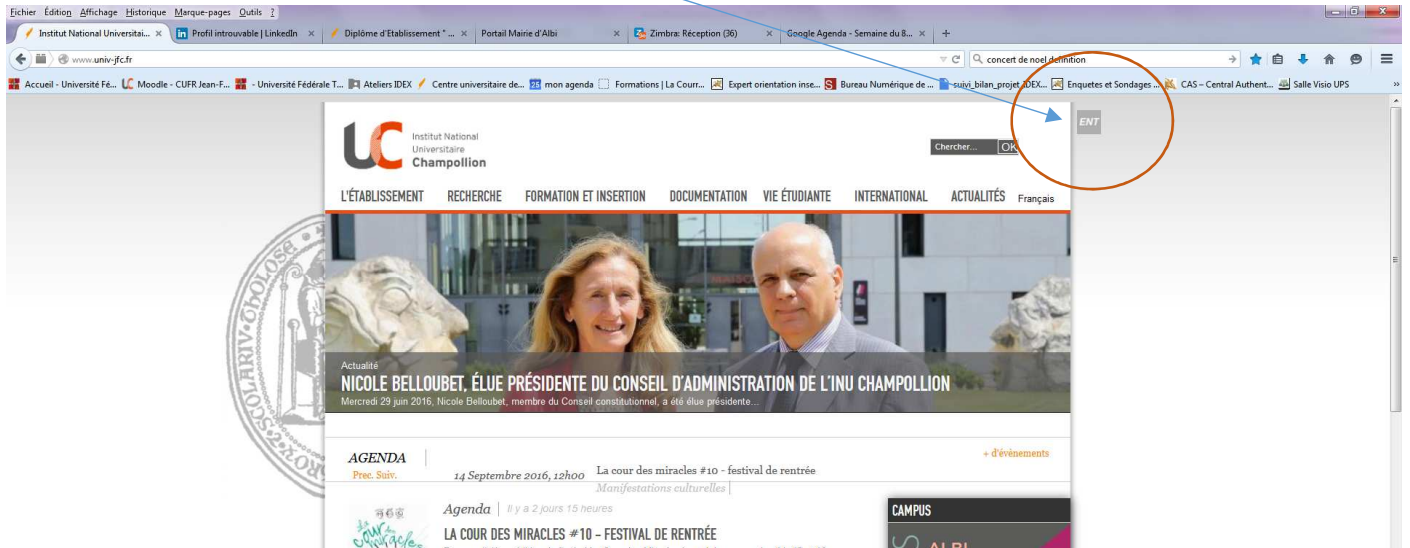 Fichier Édition Affichage Historique Marque-pages Outils ?
Institut National Universitai... Profil introuvable | LinkedIn Diplôme d'Etablissement " ... Portail Mairie d'Albi Zimbra: Réception (36) Google Agenda - Semaine du 8... +
www.univ-jfc.fr concert de noel definition
Accueil - Université Fé... Moodle - CUFR Jean-F... - Université Fédérale T... Ateliers IDEX Centre universitaire de... 25 mon agenda Formations | La Courr... Expert orientation inse... Bureau Numérique de ... suivi_bilan_projet_IDEX... Enquetes et Sondages ... CAS – Central Authent... Salle Visio UPS »
ENT
UC Institut National
Universitaire
Champollion
Chercher... OK
L'ÉTABLISSEMENT RECHERCHE FORMATION ET INSERTION DOCUMENTATION VIE ÉTUDIANTE INTERNATIONAL ACTUALITÉS Français
Actualité
NICOLE BELLOUBET, ÉLUE PRÉSIDENTE DU CONSEIL D'ADMINISTRATION DE L'INU CHAMPOLLION
Mercredi 29 juin 2016, Nicole Belloubet, membre du Conseil constitutionnel, a été élue présidente...
AGENDA
Prec. Suiv.
14 Septembre 2016, 12h00 La cour des miracles #10 - festival de rentrée
Manifestations culturelles
+ d'évènements
Agenda Il y a 2 jours 15 heures
LA COUR DES MIRACLES #10 – FESTIVAL DE RENTRÉE
CAMPUS
ALBI